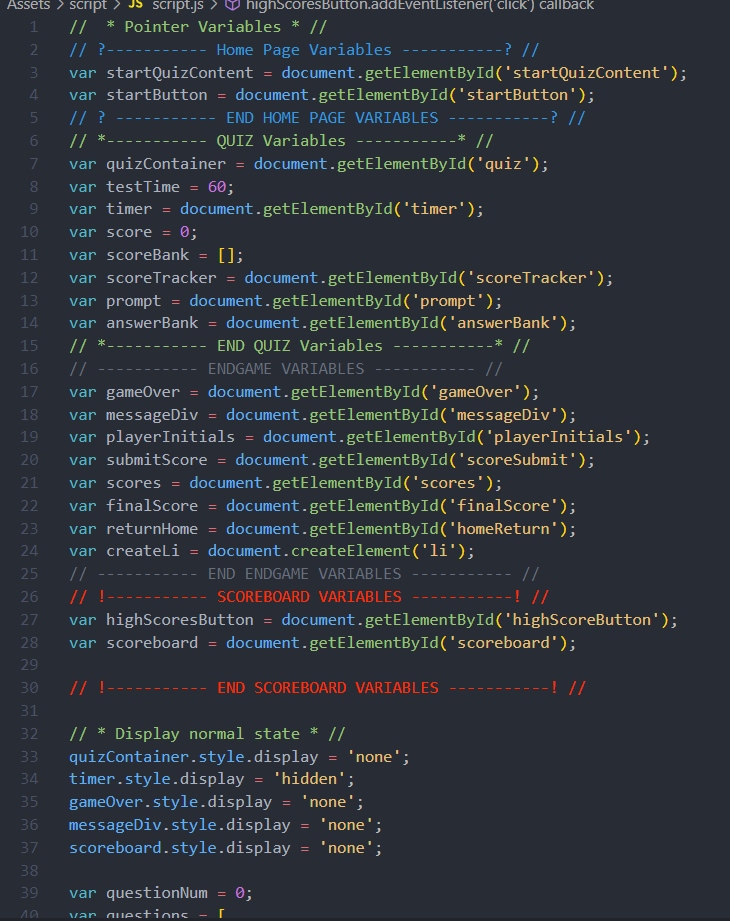 Assets > script > JS script.js > highScoresButton.addEventListener('click') callback
1 // * Pointer Variables * //
2 // ?----------- Home Page Variables -----------? //
3 var startQuizContent = document.getElementById('startQuizContent');
4 var startButton = document.getElementById('startButton');
5 // ? ----------- END HOME PAGE VARIABLES -----------? //
6 // *----------- QUIZ Variables -----------* //
7 var quizContainer = document.getElementById('quiz');
8 var testTime = 60;
9 var timer = document.getElementById('timer');
10 var score = 0;
11 var scoreBank = [];
12 var scoreTracker = document.getElementById('scoreTracker');
13 var prompt = document.getElementById('prompt');
14 var answerBank = document.getElementById('answerBank');
15 // *----------- END QUIZ Variables -----------* //
16 // ----------- ENDGAME VARIABLES ----------- //
17 var gameOver = document.getElementById('gameOver');
18 var messageDiv = document.getElementById('messageDiv');
19 var playerInitials = document.getElementById('playerInitials');
20 var submitScore = document.getElementById('scoreSubmit');
21 var scores = document.getElementById('scores');
22 var finalScore = document.getElementById('finalScore');
23 var returnHome = document.getElementById('homeReturn');
24 var createLi = document.createElement('li');
25 // ----------- END ENDGAME VARIABLES ----------- //
26 // !----------- SCOREBOARD VARIABLES -----------! //
27 var highScoresButton = document.getElementById('highScoreButton');
28 var scoreboard = document.getElementById('scoreboard');
29
30 // !----------- END SCOREBOARD VARIABLES -----------! //
31
32 // * Display normal state * //
33 quizContainer.style.display = 'none';
34 timer.style.display = 'hidden';
35 gameOver.style.display = 'none';
36 messageDiv.style.display = 'none';
37 scoreboard.style.display = 'none';
38
39 var questionNum = 0;
40 var questions = [